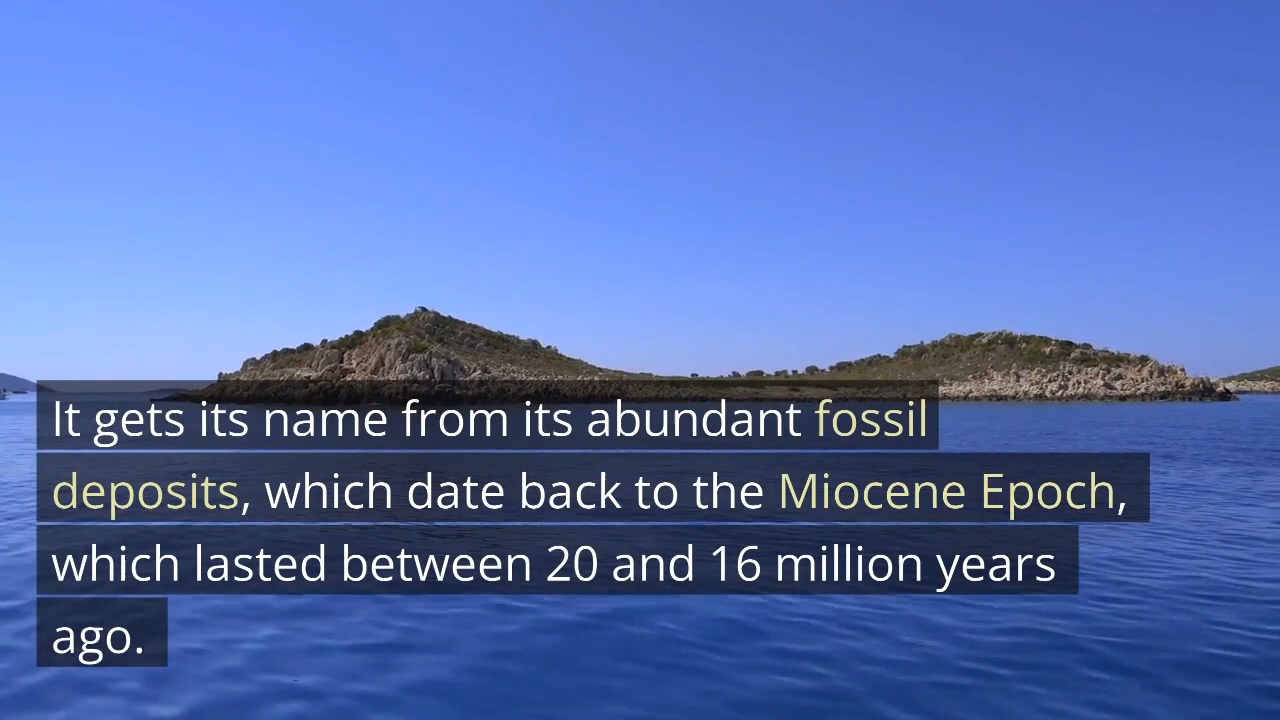 It gets its name from its abundant fossil
deposits, which date back to the Miocene Epoch,
which lasted between 20 and 16 million years
ago.